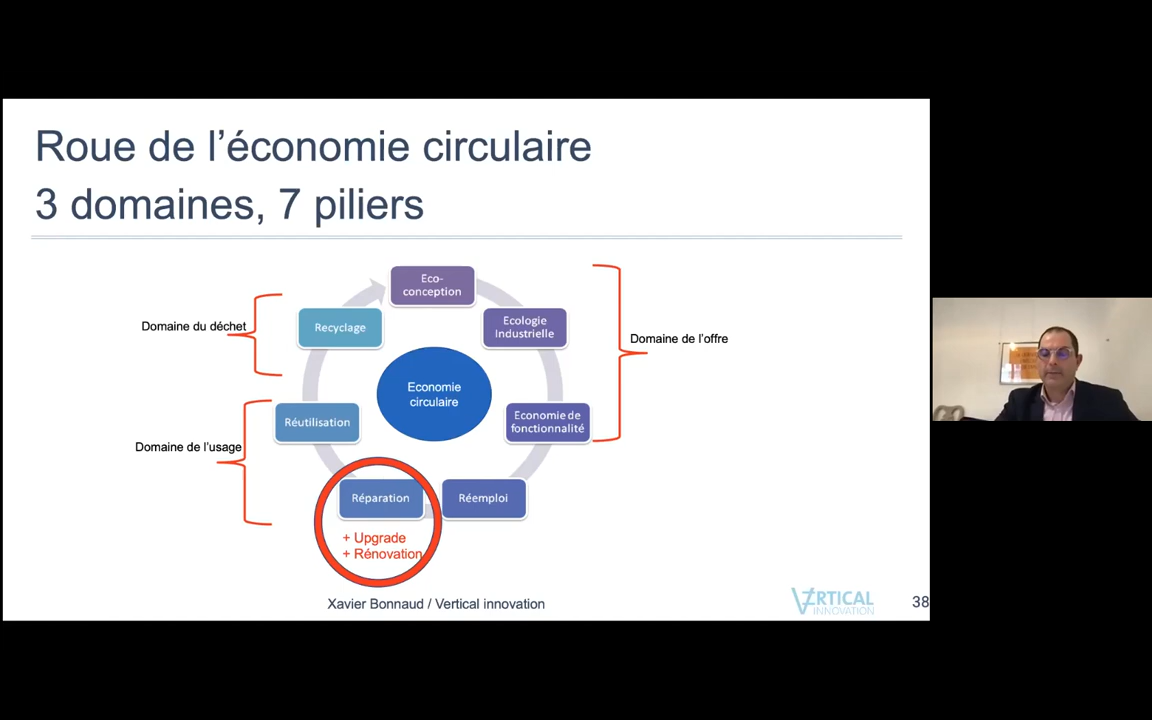 Roue de l’économie circulaire
3 domaines, 7 piliers
Eco-
conception
Ecologie
Industrielle
Economie de
fonctionnalité
Réemploi
Réparation
+ Upgrade
+ Rénovation
Réutilisation
Recyclage
Economie
circulaire
Domaine du déchet
Domaine de l’usage
Domaine de l’offre
Xavier Bonnaud / Vertical innovation
VERTICAL
INNOVATION
38